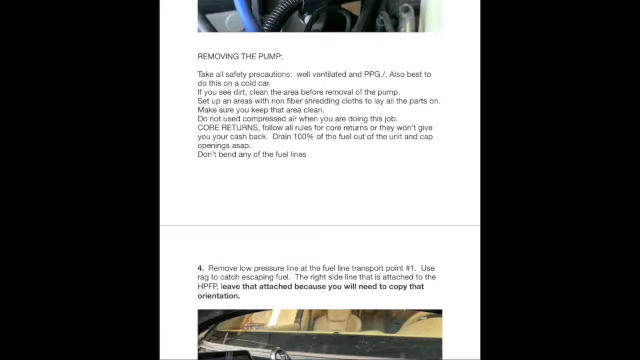 REMOVING THE PUMP:
Take all safety precautions: well ventilated and PPG./. Also best to
do this on a cold car.
If you see dirt, clean the area before removal of the pump.
Set up an areas with non fiber shredding cloths to lay all the parts on.
Make sure you keep that area clean.
Do not used compressed air when you are doing this job.
CORE RETURNS, follow all rules for core returns or they won't give
you your cash back. Drain 100% of the fuel out of the unit and cap
openings asap.
Don't bend any of the fuel lines
4. Remove low pressure line at the fuel line transport point #1. Use
rag to catch escaping fuel. The right side line that is attached to the
HPFP, leave that attached because you will need to copy that
orientation.